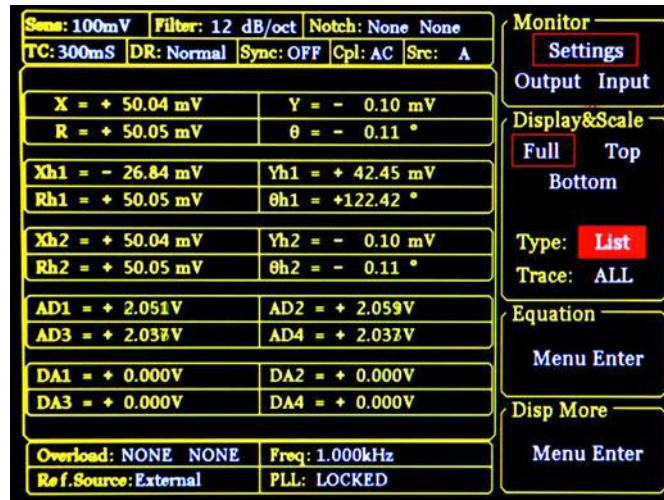 Sens: 100mV Filter: 12 dB/oct Notch: None None
TC: 300mS DR: Normal Sync: OFF Cpl: AC Src: A
X = + 50.04 mV Y = - 0.10 mV
R = + 50.05 mV θ = - 0.11 °
Xh1 = - 26.84 mV Yh1 = + 42.45 mV
Rh1 = + 50.05 mV θh1 = +122.42 °
Xh2 = + 50.04 mV Yh2 = - 0.10 mV
Rh2 = + 50.05 mV θh2 = - 0.11 °
AD1 = + 2.051V AD2 = + 2.059V
AD3 = + AD4 = +
DA1 = + 0.000V DA2 = + 0.000V
DA3 = + 0.000V DA4 = + 0.000V
Overload: NONE NONE Freq: 1.000kHz
Ref.Source: External PLL: LOCKED
Monitor
Settings
Output Input
Display&Scale
Full Top
Bottom
Type: List
Trace: ALL
Equation
Menu Enter
Disp More
Menu Enter